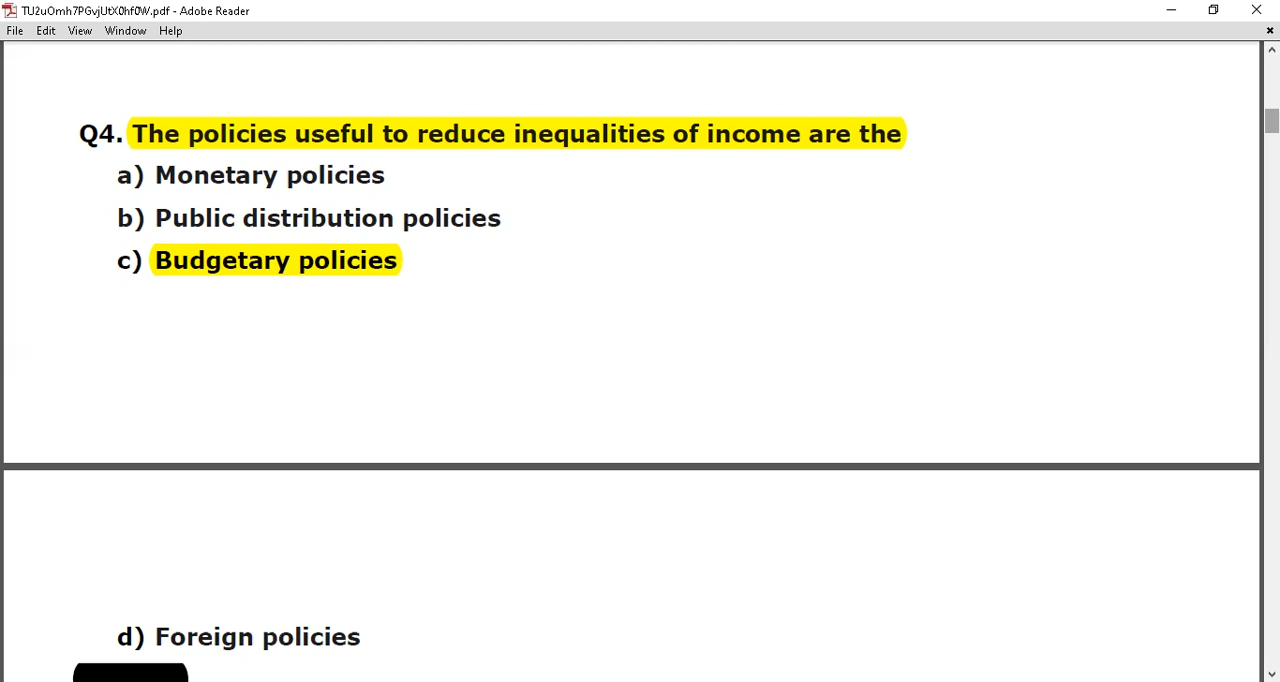 TU2uOmh7PGvjUtX0hf0W.pdf - Adobe Reader
File Edit View Window Help
Q4. The policies useful to reduce inequalities of income are the
a) Monetary policies
b) Public distribution policies
c) Budgetary policies
d) Foreign policies